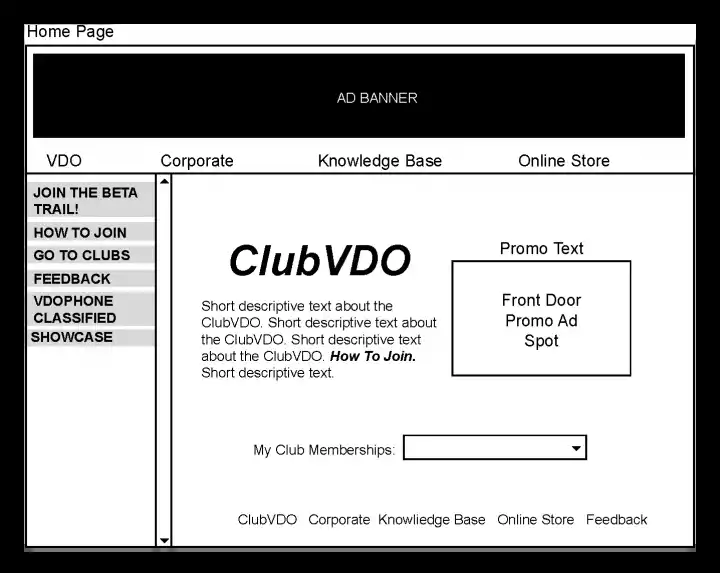 Home Page
AD BANNER
VDO Corporate Knowledge Base Online Store
JOIN THE BETA
TRAIL!
HOW TO JOIN
GO TO CLUBS
FEEDBACK
VDOPHONE
CLASSIFIED
SHOWCASE
ClubVDO
Short descriptive text about the
ClubVDO. Short descriptive text about
the ClubVDO. Short descriptive text
about the ClubVDO. How To Join.
Short descriptive text.
Promo Text
Front Door
Promo Ad
Spot
My Club Memberships:
ClubVDO Corporate Knowliedge Base Online Store Feedback